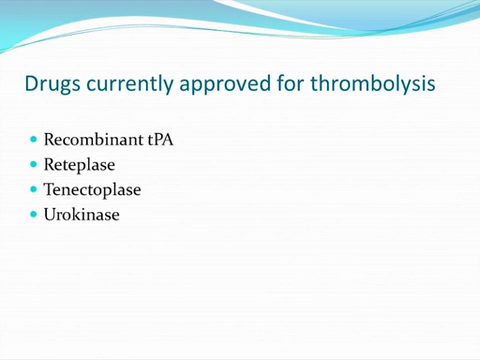 Drugs currently approved for thrombolysis
Recombinant tPA
Reteplase
Tenectoplase
Urokinase